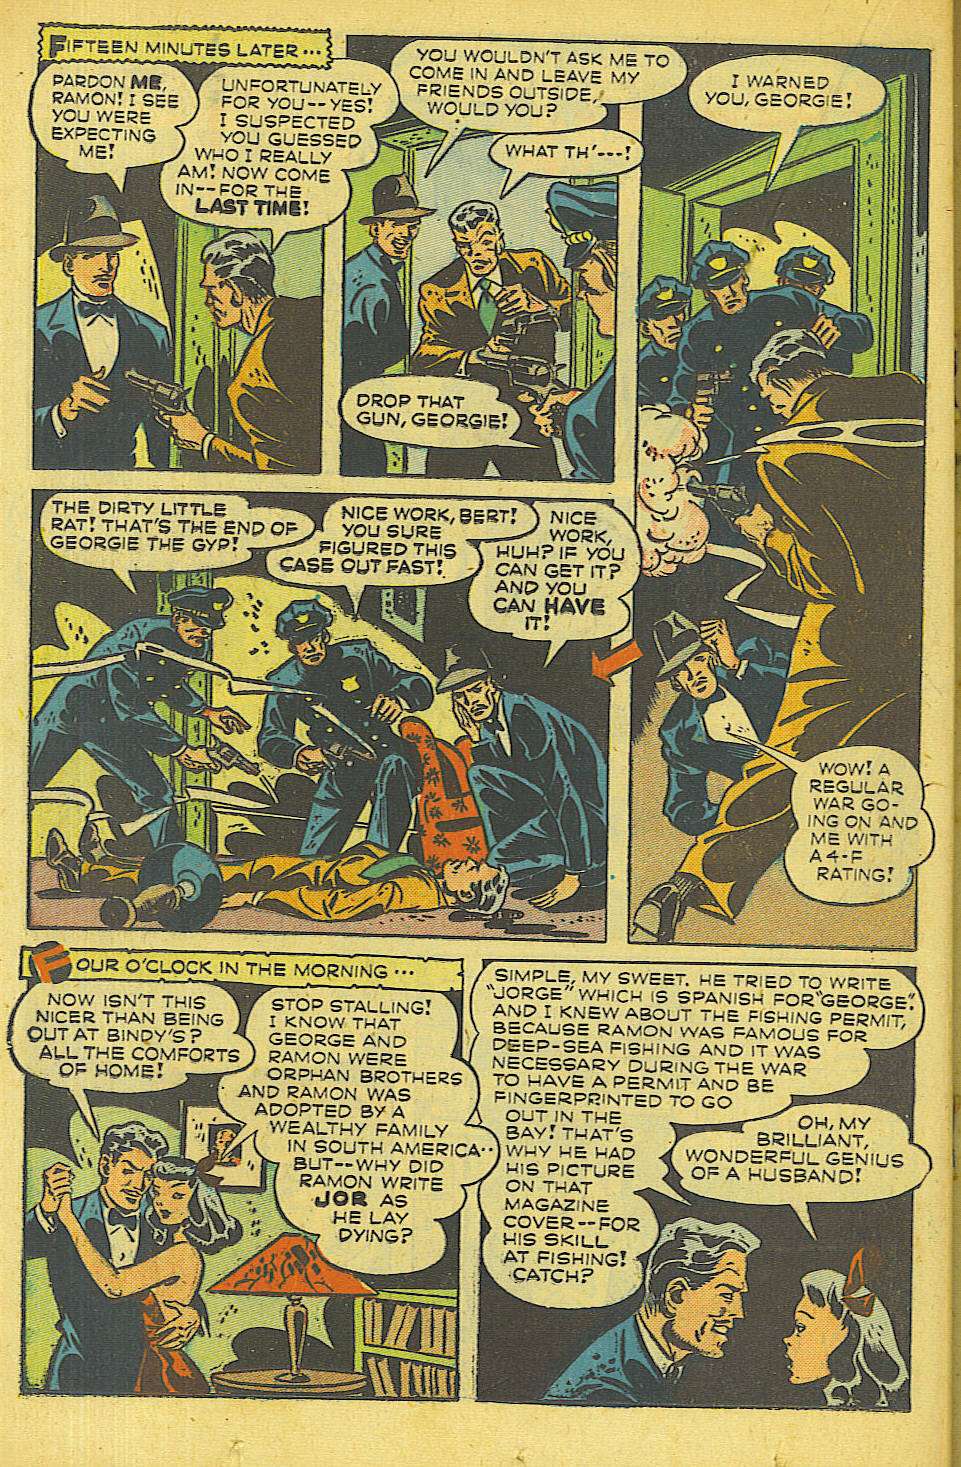 FIFTEEN MINUTES LATER...
PARDON ME,
RAMON! I SEE
YOU WERE
EXPECTING
ME!
UNFORTUNATELY
FOR YOU--YES!
I SUSPECTED
YOU GUESSED
WHO I REALLY
AM! NOW COME
IN--FOR THE
LAST TIME!
YOU WOULDN'T ASK ME TO
COME IN AND LEAVE MY
FRIENDS OUTSIDE,
WOULD YOU?
WHAT TH'---!
DROP THAT
GUN, GEORGIE!
I WARNED
YOU, GEORGIE!
WOW! A
REGULAR
WAR GO-
ING ON AND
ME WITH
A 4-F
RATING!
THE DIRTY LITTLE
RAT! THAT'S THE END OF
GEORGIE THE GYP!
NICE WORK, BERT!
YOU SURE
FIGURED THIS
CASE OUT FAST!
NICE
WORK,
HUH? IF YOU
CAN GET IT?
AND YOU
CAN HAVE
IT!
FOUR O'CLOCK IN THE MORNING...
NOW ISN'T THIS
NICER THAN BEING
OUT AT BINDY'S?
ALL THE COMFORTS
OF HOME!
STOP STALLING!
I KNOW THAT
GEORGE AND
RAMON WERE
ORPHAN BROTHERS
AND RAMON WAS
ADOPTED BY A
WEALTHY FAMILY
IN SOUTH AMERICA--
BUT--WHY DID
RAMON WRITE
JOR AS
HE LAY
DYING?
SIMPLE, MY SWEET. HE TRIED TO WRITE
"JORGE" WHICH IS SPANISH FOR "GEORGE".
AND I KNEW ABOUT THE FISHING PERMIT,
BECAUSE RAMON WAS FAMOUS FOR
DEEP-SEA FISHING AND IT WAS
NECESSARY DURING THE WAR
TO HAVE A PERMIT AND BE
FINGERPRINTED TO GO
OUT IN THE
BAY! THAT'S
WHY HE HAD
HIS PICTURE
ON THAT
MAGAZINE
COVER--FOR
HIS SKILL
AT FISHING!
CATCH?
OH, MY
BRILLIANT,
WONDERFUL GENIUS
OF A HUSBAND!